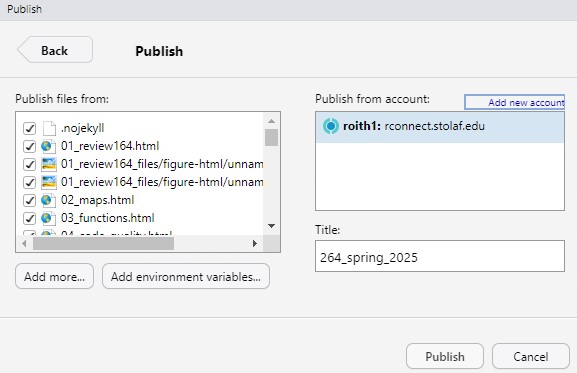 Publish
Back
Publish
Publish files from:
.nojekyll
01_review164.html
01_review164_files/figure-html/unnam
01_review164_files/figure-html/unnam
02_maps.html
03_functions.html
04_code_quality.html
Add more...
Add environment variables...
Publish from account:
Add new account
roith1: rconnect.stolaf.edu
Title:
264_spring_2025
Publish
Cancel